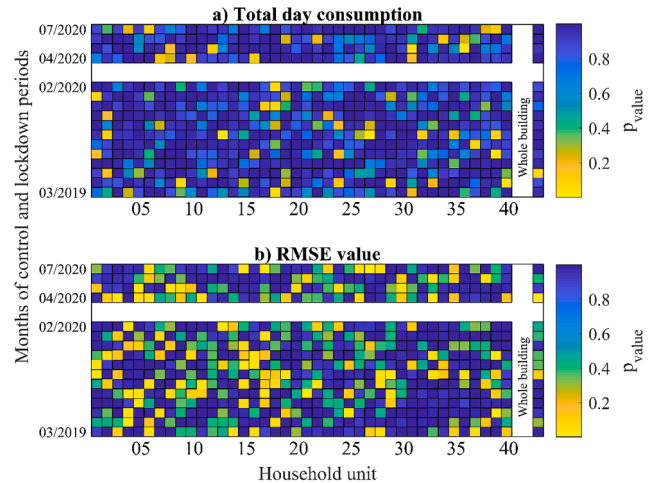 a) Total day consumption
07/2020
04/2020
02/2020
03/2019
05 10 15 20 25 30 35 40
Whole building
0.8
0.6
0.4
0.2
pvalue
b) RMSE value
07/2020
04/2020
02/2020
03/2019
05 10 15 20 25 30 35 40
Whole building
0.8
0.6
0.4
0.2
pvalue
Months of control and lockdown periods
Household unit